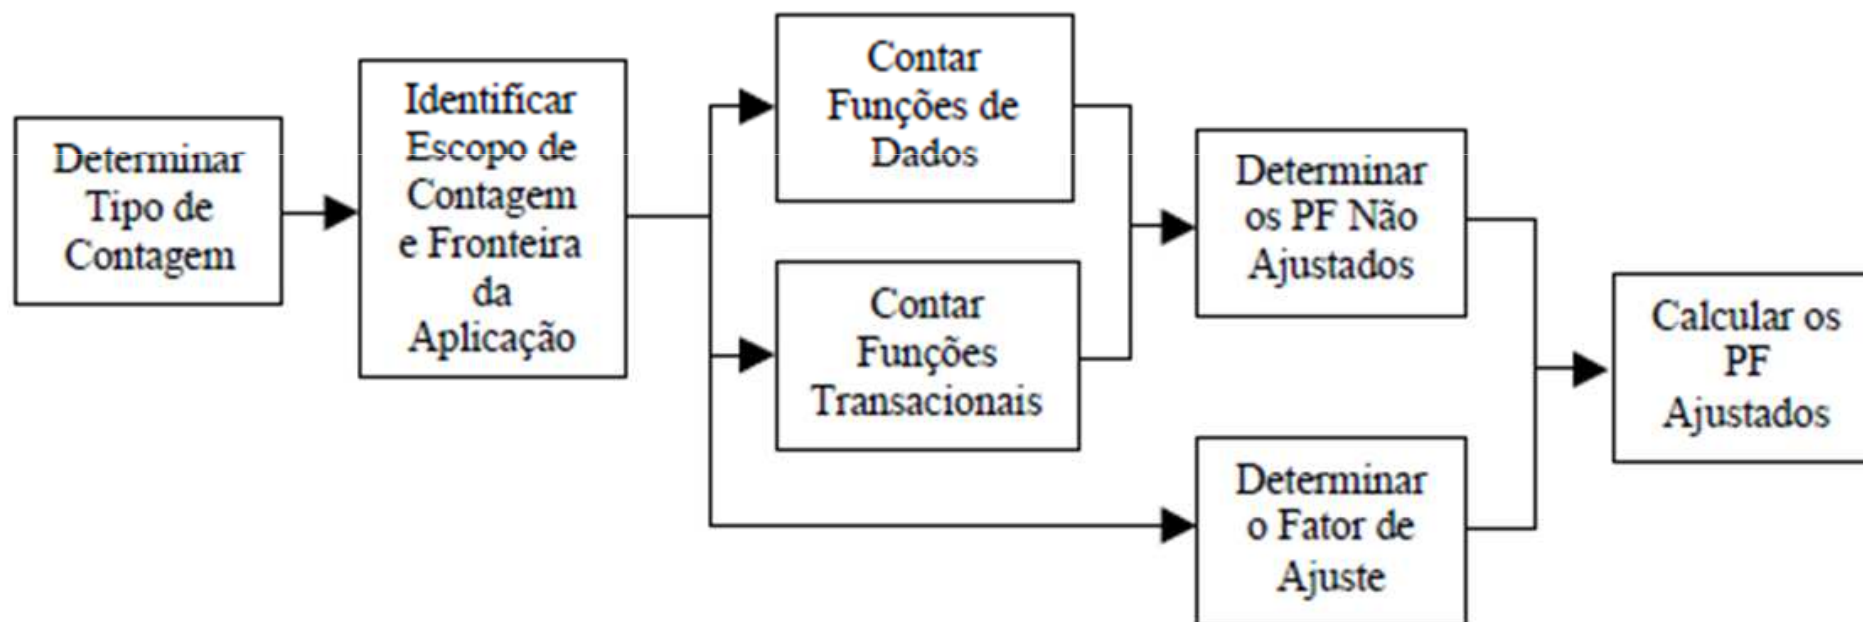 Determinar
Tipo de
Contagem
Identificar
Escopo de
Contagem
e Fronteira
da
Aplicação
Contar
Funções de
Dados
Contar
Funções
Transacionais
Determinar
os PF Não
Ajustados
Determinar
o Fator de
Ajuste
Calcular os
PF
Ajustados